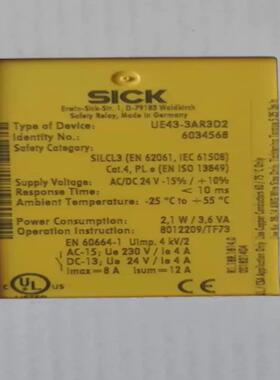 SICK
Erwin-Sick-Str. 1, D-79183 Waldkirch
Safety Relay, Made in Germany
Type of Device: UE43-3AR3D2
Identity No.: 6034568
Safety Category:
SILCL3 (EN 62061, IEC 61508)
Cat.4, PL e (EN ISO 13849)
Supply Voltage: AC/DC 24 V -15% / +10%
Response Time: < 10 ms
Ambient Temperature: -25 °C to +55 °C
Power Consumption: 2,1 W / 3,6 VA
Operation Instruction: 8012209/TF73
EN 60664-1 Uimp. 4 kV/2
AC-15; Ue 230 V / Ie 4 A
DC-13; Ue 24 V / Ie 4 A
Imax= 8 A Isum= 12 A
C UL US
LISTED